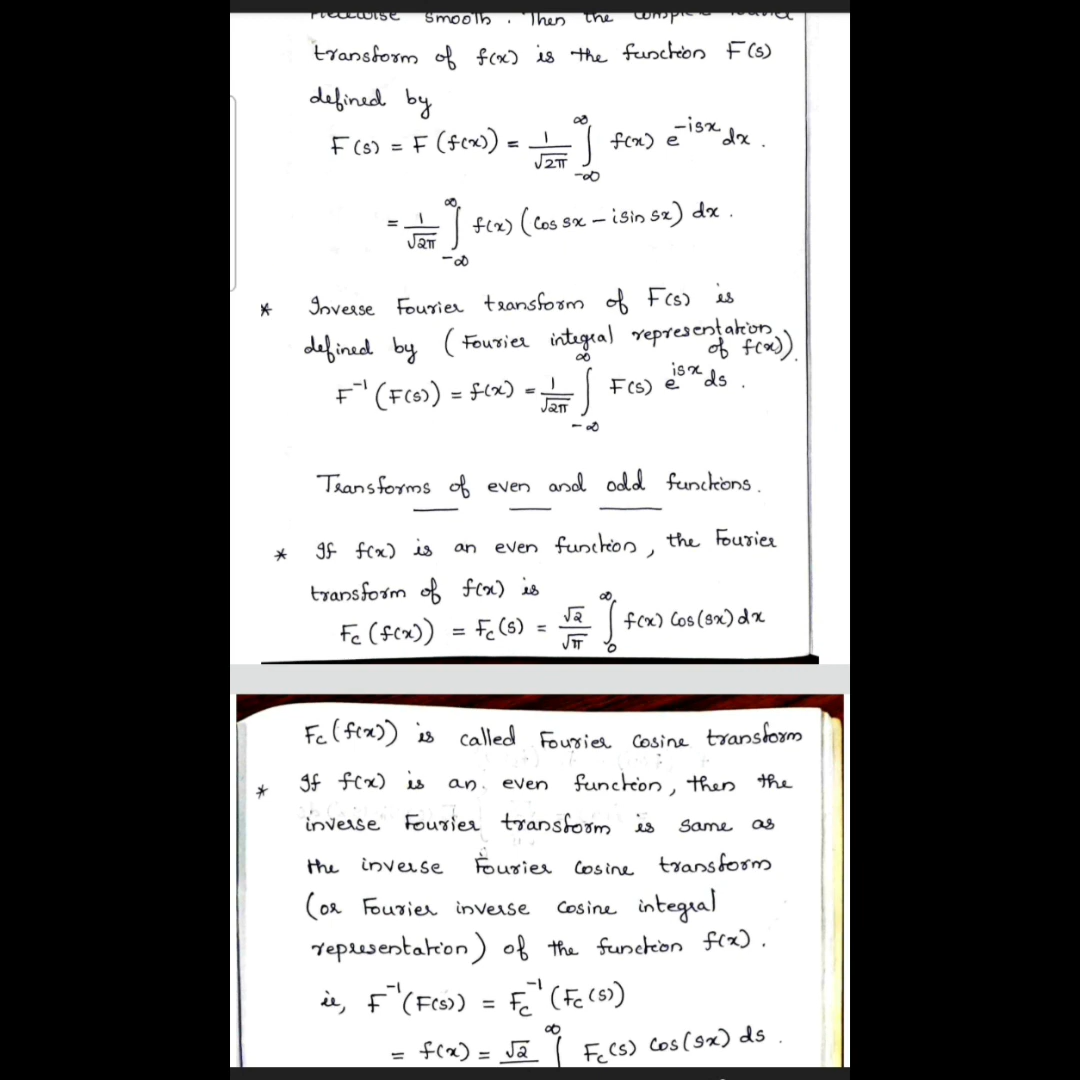 smooth . Then the
transform of f(x) is the function F(s)
defined by
F(s) = F(f(x)) = 1/√2π ∫_{-∞}^{∞} f(x) e^{-isx} dx .
= 1/√2π ∫_{-∞}^{∞} f(x) (Cos sx - i sin sx) dx .
* Inverse Fourier transform of F(s) is
defined by ( Fourier integral representation of f(x)).
F^{-1}(F(s)) = f(x) = 1/√2π ∫_{-∞}^{∞} F(s) e^{isx} ds .
Transforms of even and odd functions.
* If f(x) is an even function, the Fourier
transform of f(x) is
Fc (f(x)) = Fc(s) = √2/√π ∫_{0}^{∞} f(x) Cos(sx) dx
Fc (f(x)) is called Fourier Cosine transform
* If f(x) is an even function, then the
inverse Fourier transform is same as
the inverse Fourier Cosine transform
(or Fourier inverse Cosine integral
representation) of the function f(x).
ie, F^{-1}(F(s)) = Fc^{-1}(Fc(s))
= f(x) = √2 ∫^{∞} Fc(s) Cos(sx) ds .